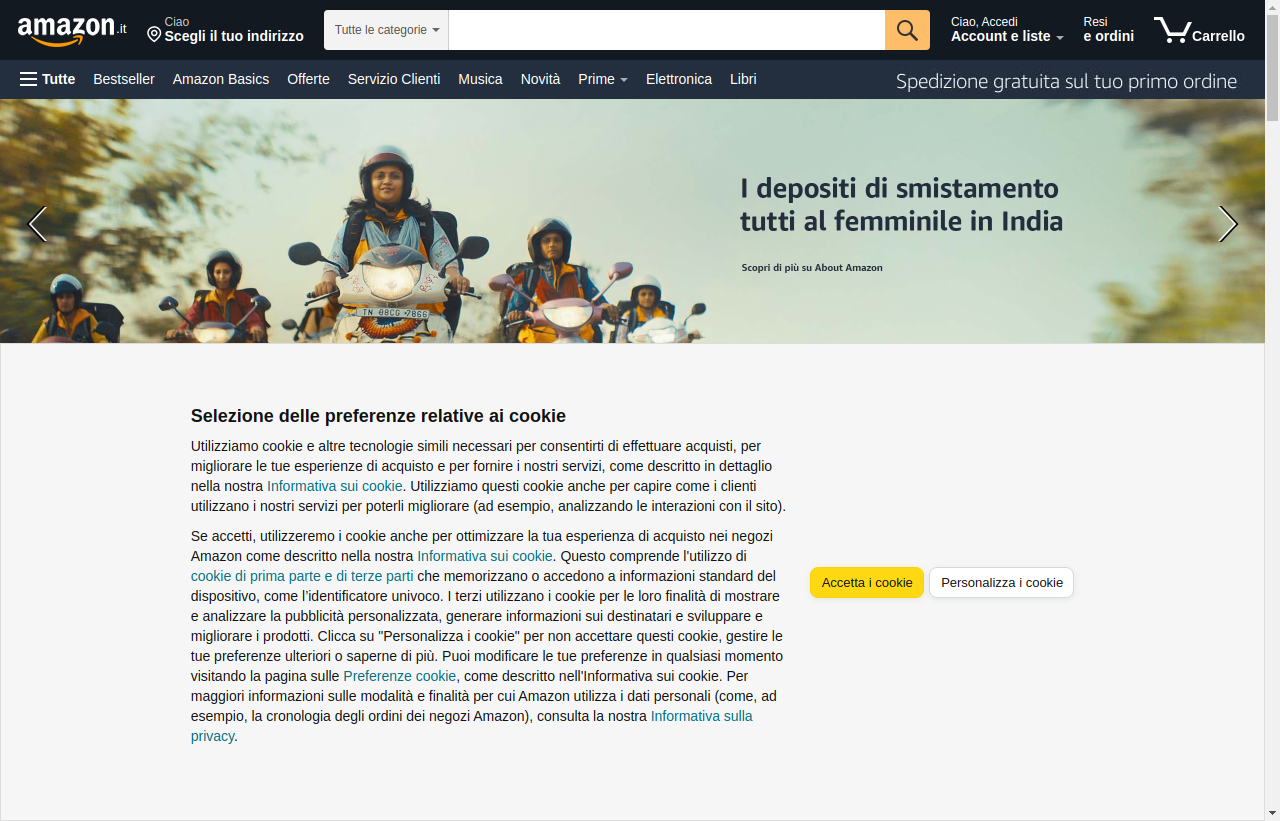 amazon.it
Ciao
Scegli il tuo indirizzo
Tutte le categorie
Ciao, Accedi
Account e liste
Resi
e ordini
Carrello
Tutte
Bestseller
Amazon Basics
Offerte
Servizio Clienti
Musica
Novità
Prime
Elettronica
Libri
Spedizione gratuita sul tuo primo ordine
I depositi di smistamento
tutti al femminile in India
Scopri di più su About Amazon
TN 08CG 7866
Selezione delle preferenze relative ai cookie
Utilizziamo cookie e altre tecnologie simili necessari per consentirti di effettuare acquisti, per
migliorare le tue esperienze di acquisto e per fornire i nostri servizi, come descritto in dettaglio
nella nostra Informativa sui cookie. Utilizziamo questi cookie anche per capire come i clienti
utilizzano i nostri servizi per poterli migliorare (ad esempio, analizzando le interazioni con il sito).
Se accetti, utilizzeremo i cookie anche per ottimizzare la tua esperienza di acquisto nei negozi
Amazon come descritto nella nostra Informativa sui cookie. Questo comprende l'utilizzo di
cookie di prima parte e di terze parti che memorizzano o accedono a informazioni standard del
dispositivo, come l’identificatore univoco. I terzi utilizzano i cookie per le loro finalità di mostrare
e analizzare la pubblicità personalizzata, generare informazioni sui destinatari e sviluppare e
migliorare i prodotti. Clicca su "Personalizza i cookie" per non accettare questi cookie, gestire le
tue preferenze ulteriori o saperne di più. Puoi modificare le tue preferenze in qualsiasi momento
visitando la pagina sulle Preferenze cookie, come descritto nell'Informativa sui cookie. Per
maggiori informazioni sulle modalità e finalità per cui Amazon utilizza i dati personali (come, ad
esempio, la cronologia degli ordini dei negozi Amazon), consulta la nostra Informativa sulla
privacy.
Accetta i cookie
Personalizza i cookie